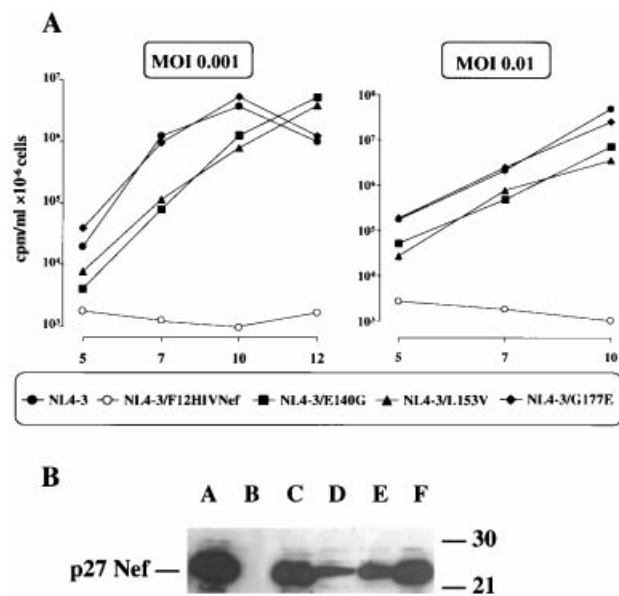 A
MOI 0.001
MOI 0.01
cpm/ml ×10⁻⁶ cells
10⁷
10⁶
10⁵
10⁴
10³
5 7 10 12
10⁸
10⁷
10⁶
10⁵
10⁴
10³
5 7 10
NL4-3 NL4-3/F12HIVNef NL4-3/E140G NL4-3/L153V NL4-3/G177E
B
A B C D E F
p27 Nef —
— 30
— 21